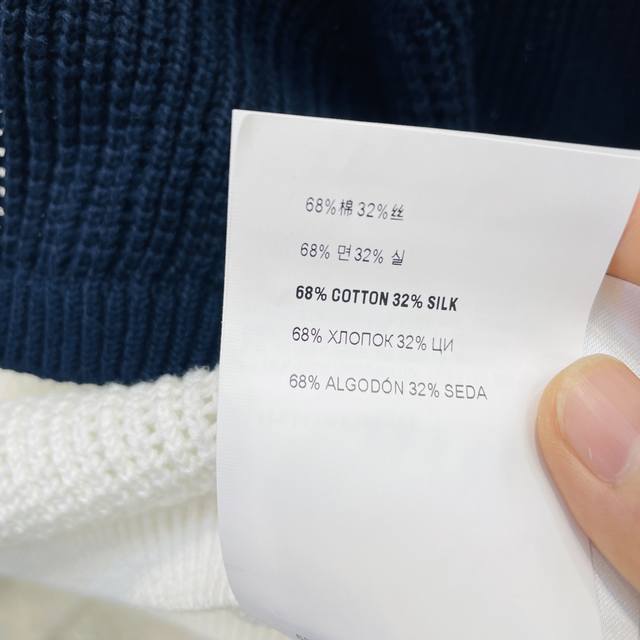 68%棉 32%丝
68% 면 32% 실
68% COTTON 32% SILK
68% ХЛОПОК 32% ЦИ
68% ALGODÓN 32% SEDA